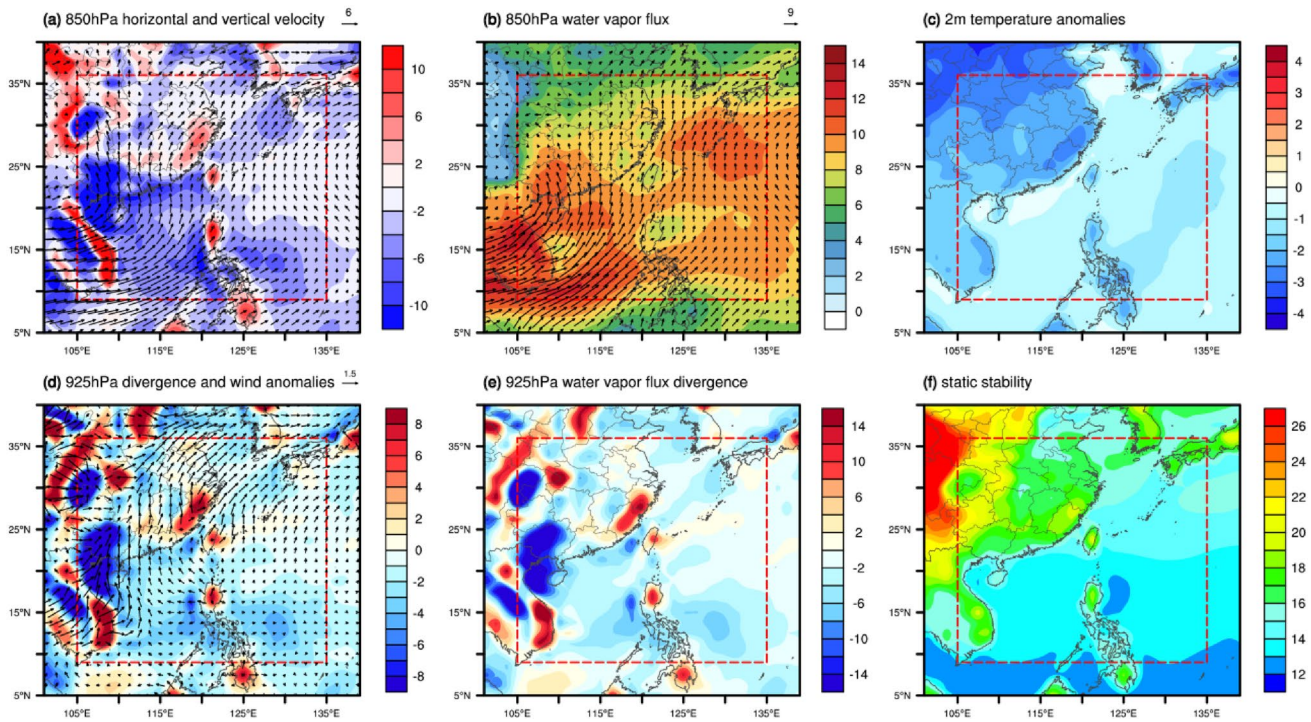 (a) 850hPa horizontal and vertical velocity 6
(b) 850hPa water vapor flux 9
(c) 2m temperature anomalies
35°N
25°N
15°N
5°N
105°E 115°E 125°E 135°E
10
6
2
-2
-6
-10
35°N
25°N
15°N
5°N
105°E 115°E 125°E 135°E
14
12
10
8
6
4
2
0
35°N
25°N
15°N
5°N
105°E 115°E 125°E 135°E
4
3
2
1
0
-1
-2
-3
-4
(d) 925hPa divergence and wind anomalies 1.5
(e) 925hPa water vapor flux divergence
(f) static stability
35°N
25°N
15°N
5°N
105°E 115°E 125°E 135°E
8
6
4
2
0
-2
-4
-6
-8
35°N
25°N
15°N
5°N
105°E 115°E 125°E 135°E
14
10
6
2
-2
-6
-10
-14
35°N
25°N
15°N
5°N
105°E 115°E 125°E 135°E
26
24
22
20
18
16
14
12